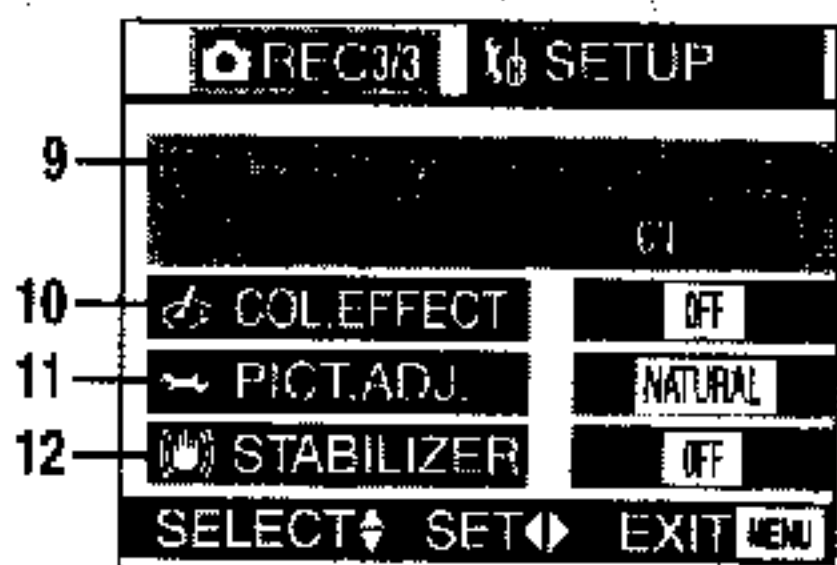 REC3/3 SETUP
9
10 COL.EFFECT OFF
11 PICT.ADJ. NATURAL
12 STABILIZER OFF
SELECT SET EXIT MENU